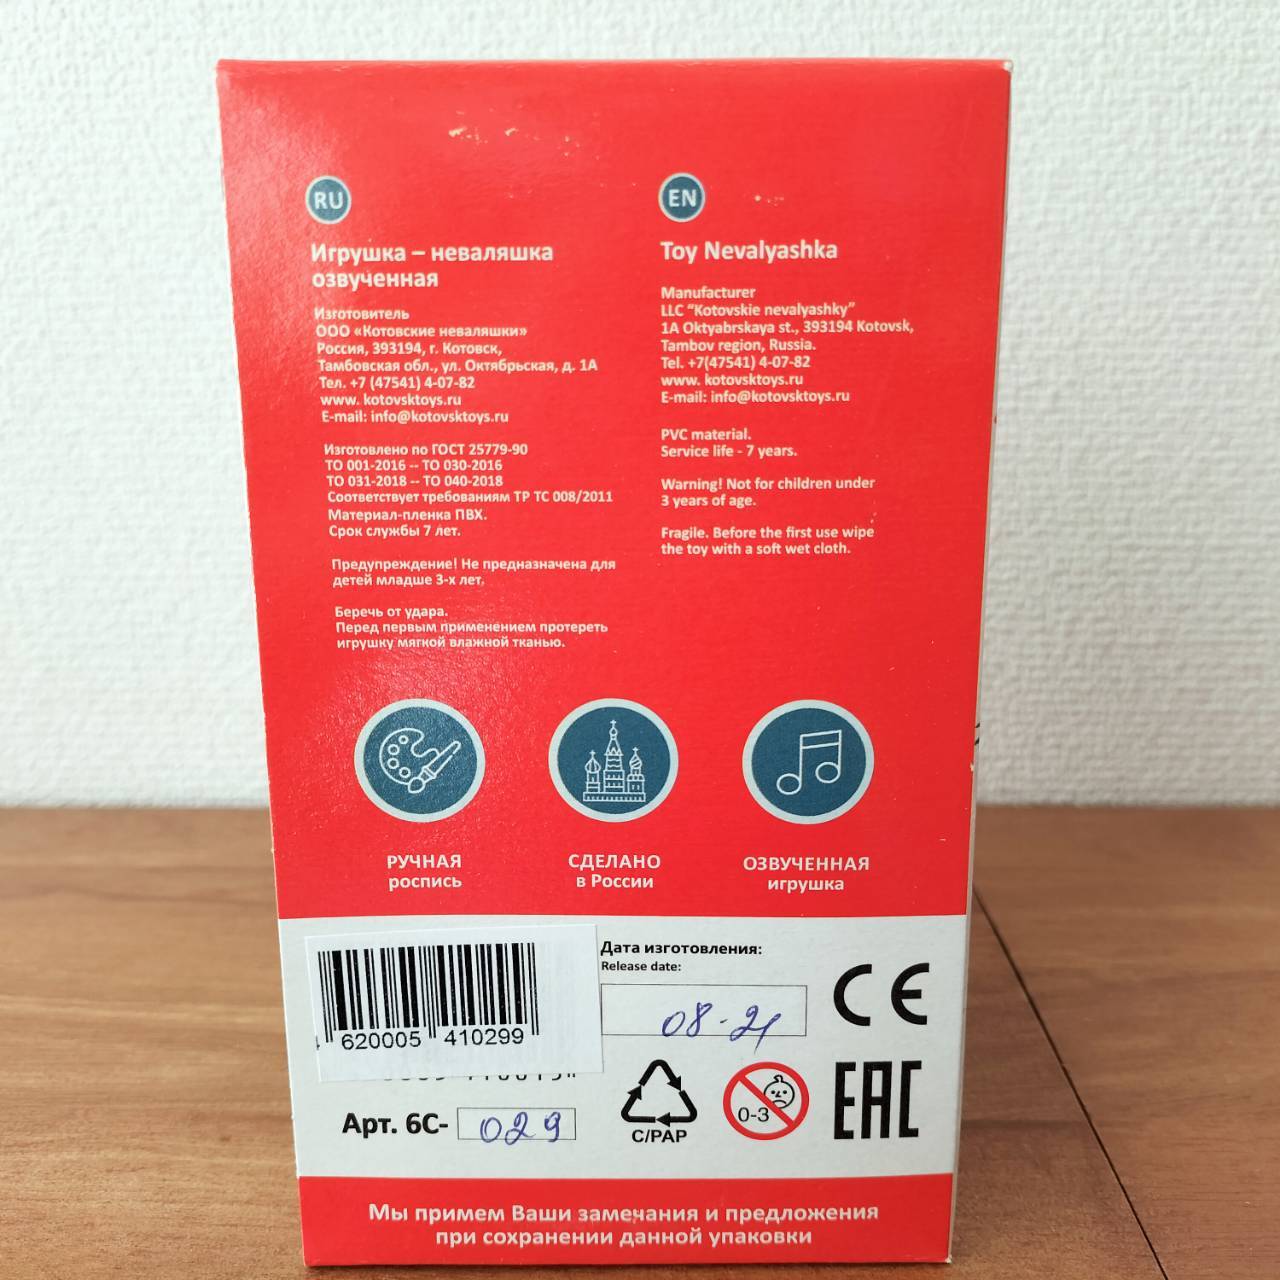 RU
Игрушка – неваляшка
озвученная
Изготовитель
ООО «Котовские неваляшки»
Россия, 393194, г. Котовск,
Тамбовская обл., ул. Октябрьская, д. 1А
Тел. +7 (47541) 4-07-82
www. kotovsktoys.ru
E-mail: info@kotovsktoys.ru
Изготовлено по ГОСТ 25779-90
ТО 001-2016 -- ТО 030-2016
ТО 031-2018 -- ТО 040-2018
Соответствует требованиям ТР ТС 008/2011
Материал-пленка ПВХ.
Срок службы 7 лет.
Предупреждение! Не предназначена для
детей младше 3-х лет.
Беречь от удара.
Перед первым применением протереть
игрушку мягкой влажной тканью.
EN
Toy Nevalyashka
Manufacturer
LLC “Kotovskie nevalyashky”
1A Oktyabrskaya st., 393194 Kotovsk,
Tambov region, Russia.
Tel. +7(47541) 4-07-82
www. kotovsktoys.ru
E-mail: info@kotovsktoys.ru
PVC material.
Service life - 7 years.
Warning! Not for children under
3 years of age.
Fragile. Before the first use wipe
the toy with a soft wet cloth.
РУЧНАЯ
роспись
СДЕЛАНО
в России
ОЗВУЧЕННАЯ
игрушка
4 620005 410299
Дата изготовления:
Release date:
08-21
CE
Арт. 6С- 029
C/PAP
0-3
EAC
Мы примем Ваши замечания и предложения
при сохранении данной упаковки